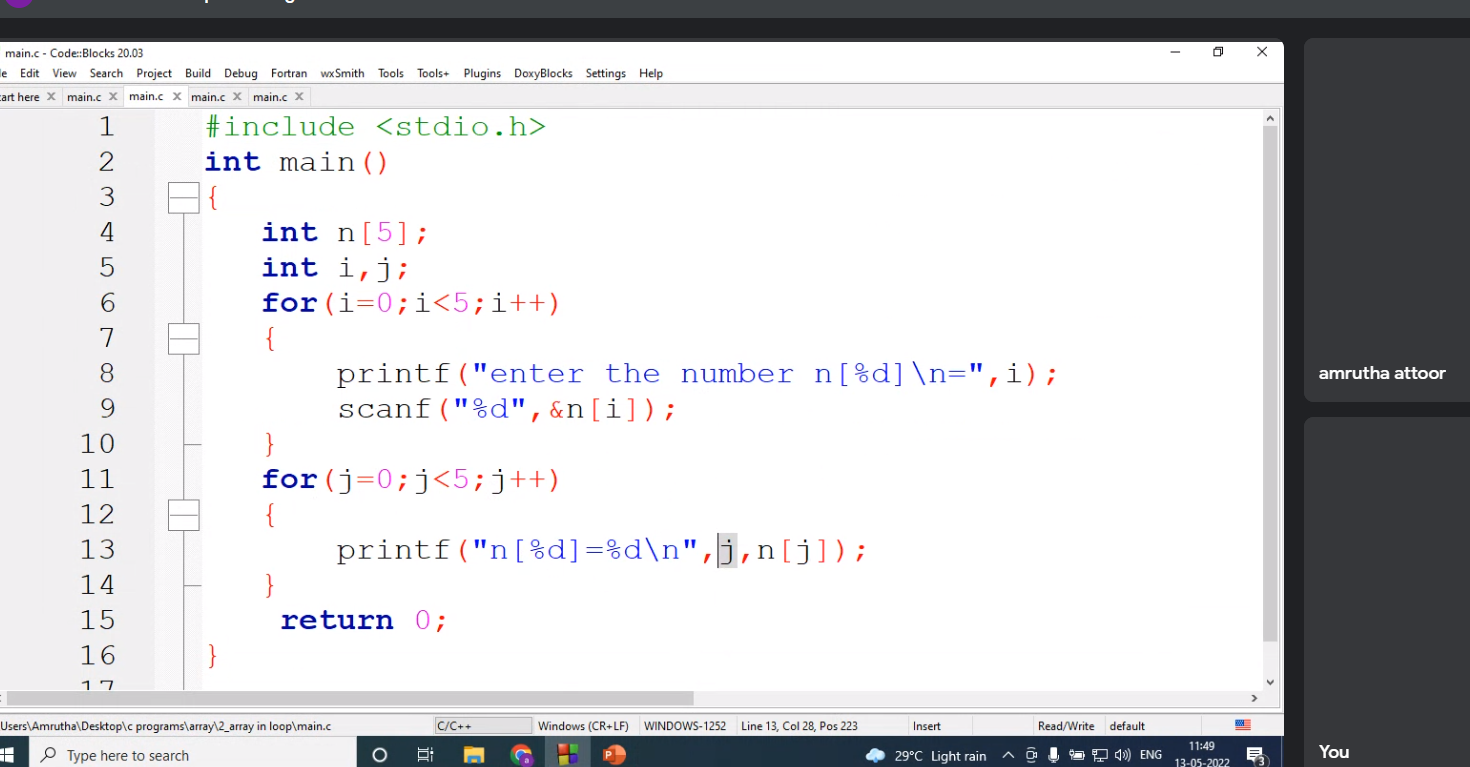 main.c - Code::Blocks 20.03
Edit View Search Project Build Debug Fortran wxSmith Tools Tools+ Plugins DoxyBlocks Settings Help
art here main.c main.c main.c main.c
1 #include <stdio.h>
2 int main()
3 {
4 int n[5];
5 int i,j;
6 for(i=0;i<5;i++)
7 {
8 printf("enter the number n[%d]\n=",i);
9 scanf("%d",&n[i]);
10 }
11 for(j=0;j<5;j++)
12 {
13 printf("n[%d]=%d\n",j,n[j]);
14 }
15 return 0;
16 }
17
Users\Amrutha\Desktop\c programs\array\2_array in loop\main.c C/C++ Windows (CR+LF) WINDOWS-1252 Line 13, Col 28, Pos 223 Insert Read/Write default
Type here to search
29°C Light rain ENG 11:49
13-05-2022 3
amrutha attoor
You